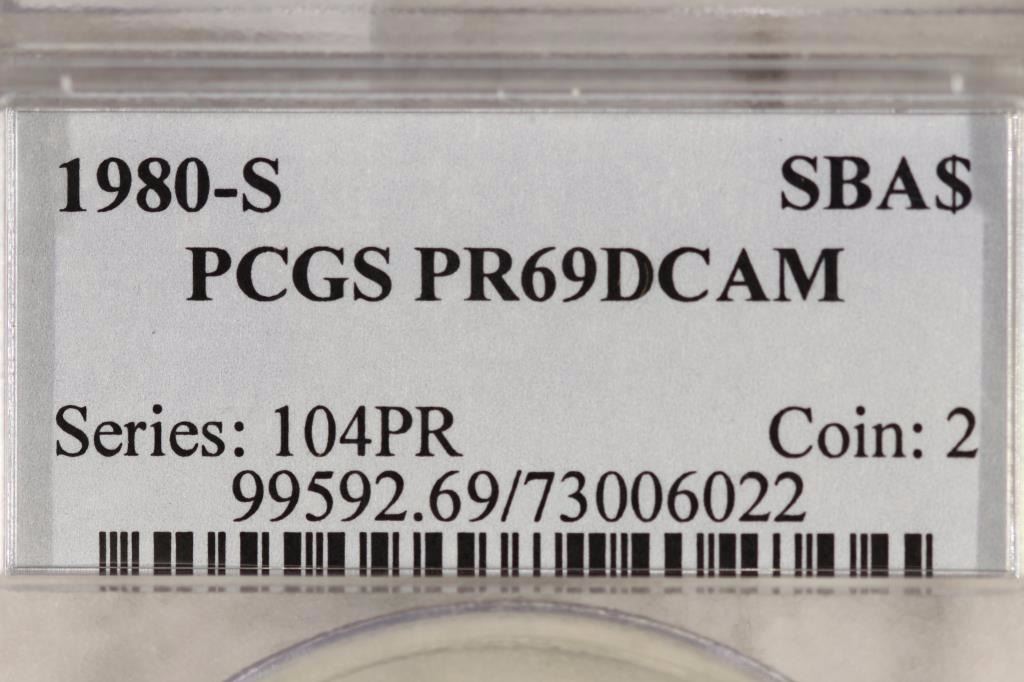 1980-S SBA$
PCGS PR69DCAM
Series: 104PR Coin: 2
99592.69/73006022